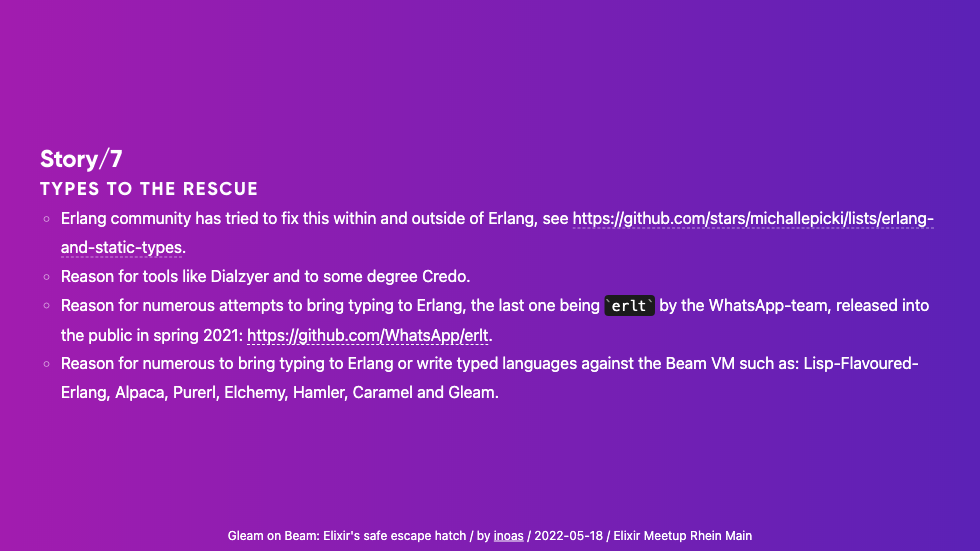 Story/7
TYPES TO THE RESCUE
Erlang community has tried to fix this within and outside of Erlang, see https://github.com/stars/michallepicki/lists/erlang-
and-static-types.
Reason for tools like Dialzyer and to some degree Credo.
Reason for numerous attempts to bring typing to Erlang, the last one being `erlt` by the WhatsApp-team, released into
the public in spring 2021: https://github.com/WhatsApp/erlt.
Reason for numerous to bring typing to Erlang or write typed languages against the Beam VM such as: Lisp-Flavoured-
Erlang, Alpaca, Purerl, Elchemy, Hamler, Caramel and Gleam.
Gleam on Beam: Elixir's safe escape hatch / by inoas / 2022-05-18 / Elixir Meetup Rhein Main